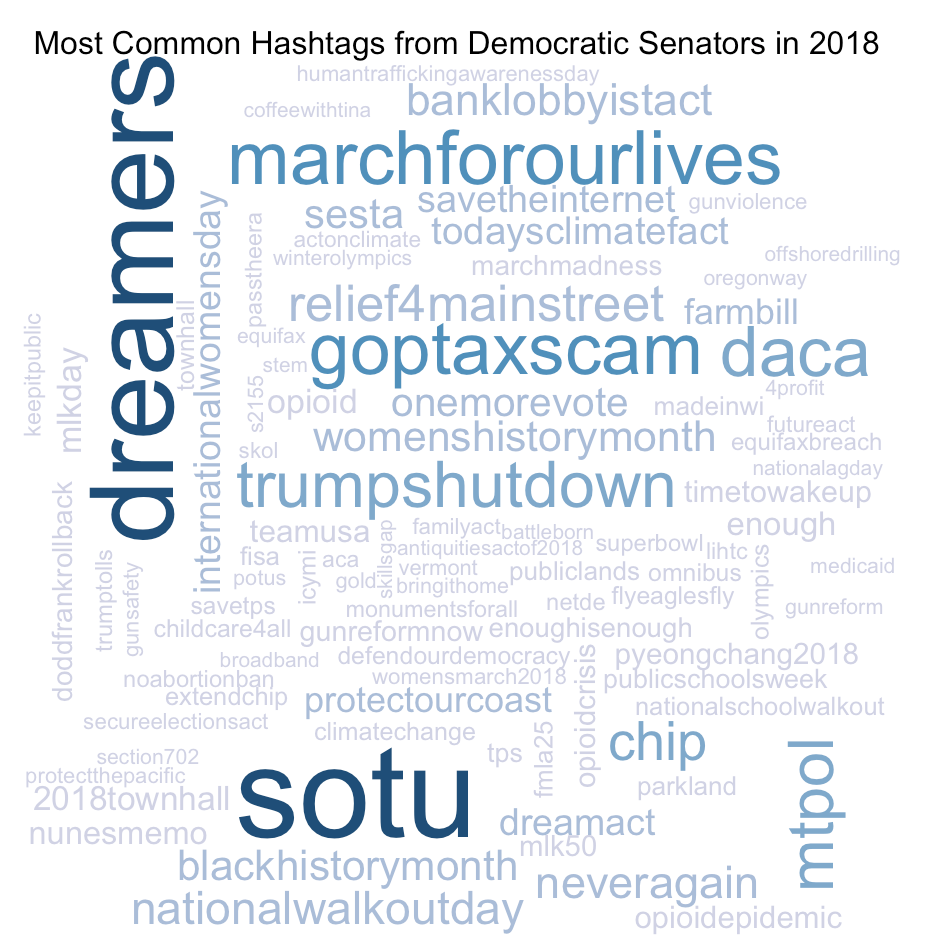 Most Common Hashtags from Democratic Senators in 2018
dreamers
humantraffickingawarenessday
coffeewithtina
banklobbyistact
marchforourlives
savetheinternet
gunviolence
sesta
todaysclimatefact
internationalwomensday
passtheera
actonclimate
winterolympics
marchmadness
offshoredrilling
oregonway
relief4mainstreet
farmbill
keepitpublic
mlkday
townhall
equifax
goptaxscam
daca
stem
s2155
opioid
onemorevote
madeinwi
4profit
futureact
skol
womenshistorymonth
equifaxbreach
nationalagday
trumpshutdown
timetowakeup
doddfrankrollback
teamusa
familyact
battleborn
enough
trumptolls
gunsafety
fisa
icymi
aca
skillsgap
antiquitiesactof2018
superbowl
lihtc
olympics
medicaid
potus
gold
vermont
bringithome
publiclands
omnibus
savetps
monumentsforall
netde
flyeaglesfly
gunreform
childcare4all
gunreformnow
enoughisenough
broadband
defendourdemocracy
pyeongchang2018
noabortionban
womensmarch2018
opioidcrisis
publicschoolsweek
extendchip
protectourcoast
nationalschoolwalkout
secureelectionsact
climatechange
section702
sotu
tps
fmla25
chip
mtpol
protectthepacific
parkland
2018townhall
nunesmemo
dreamact
mlk50
blackhistorymonth
neveragain
nationalwalkoutday
opioidepidemic